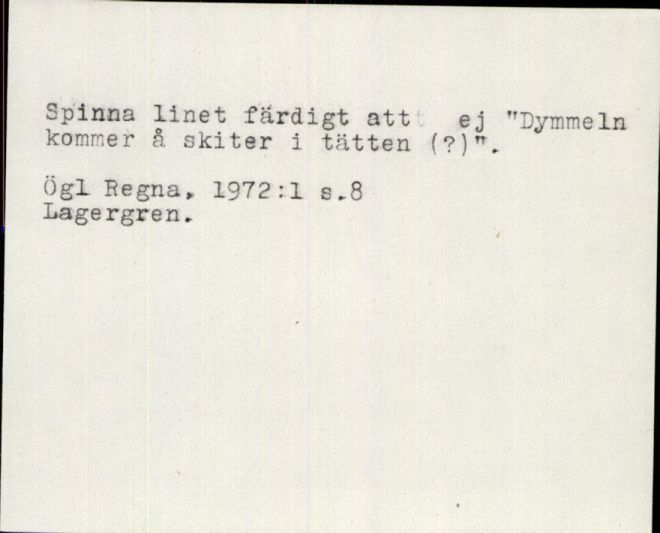 Spinna linet färdigt att ej "Dymmeln
kommer å skiter i tätten (?)".
Ögl Regna, 1972:1 s.8
Lagergren.